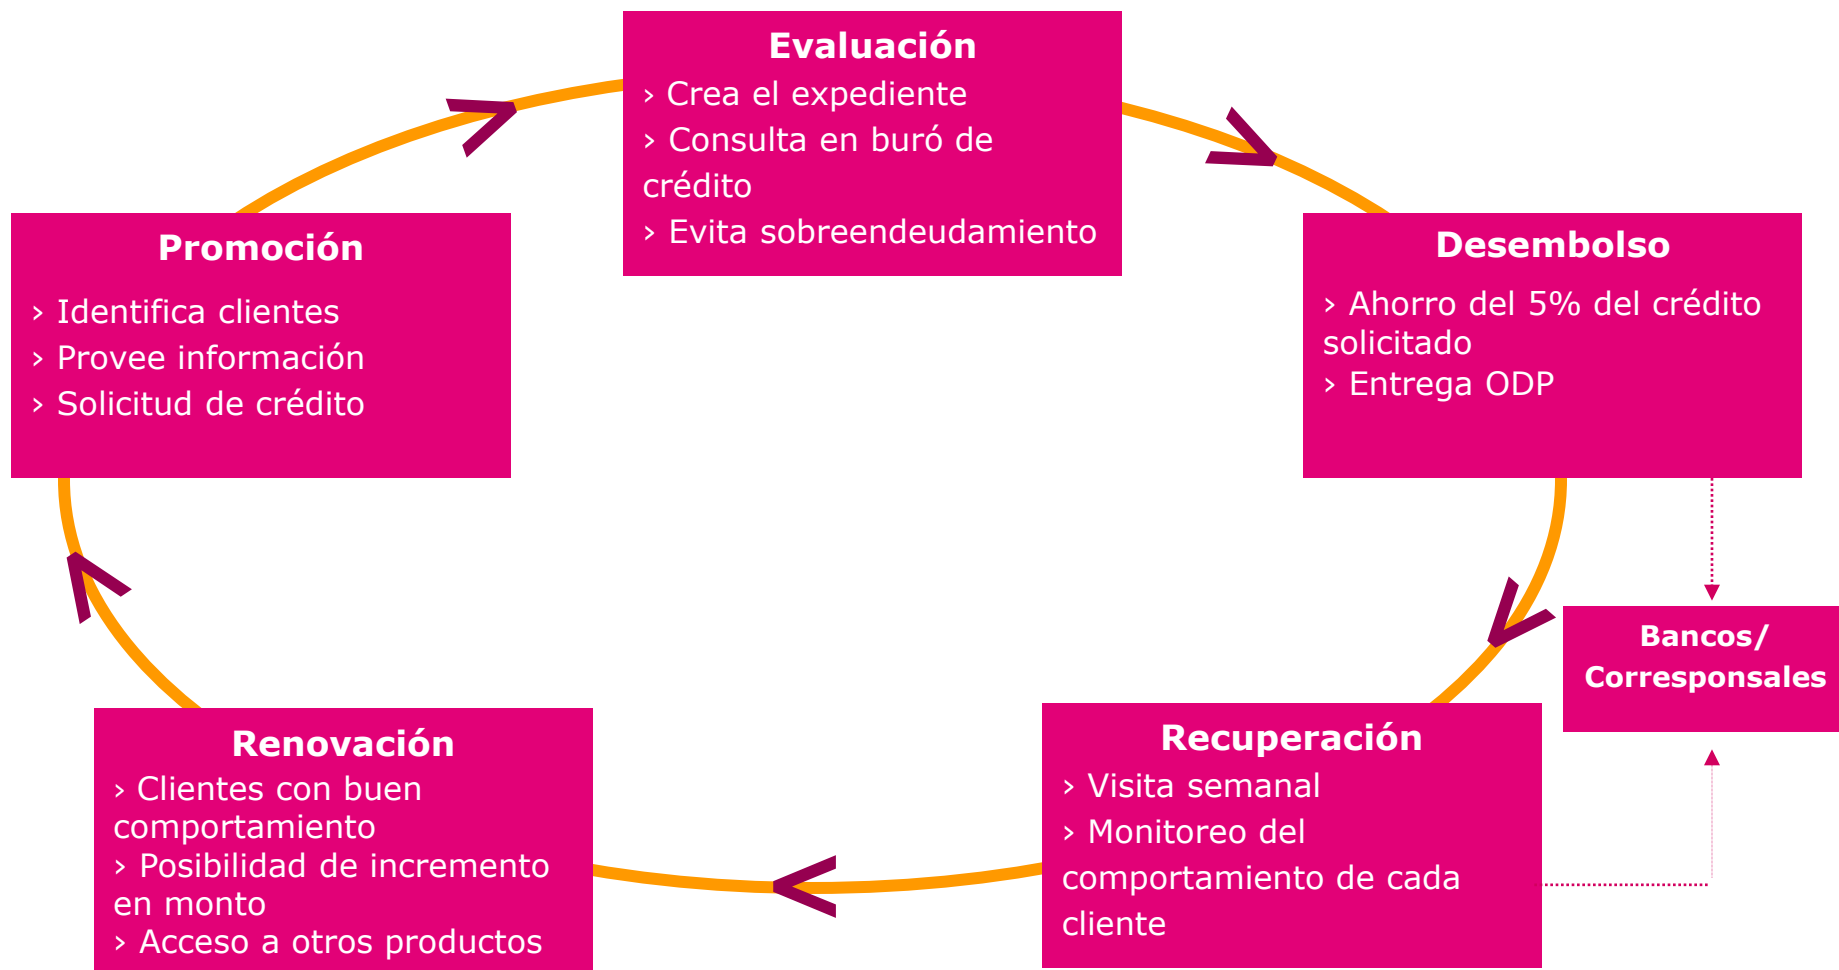 Evaluación
› Crea el expediente
› Consulta en buró de
crédito
› Evita sobreendeudamiento
Promoción
› Identifica clientes
› Provee información
› Solicitud de crédito
Desembolso
› Ahorro del 5% del crédito
solicitado
› Entrega ODP
Bancos/
Corresponsales
Recuperación
› Visita semanal
› Monitoreo del
comportamiento de cada
cliente
Renovación
› Clientes con buen
comportamiento
› Posibilidad de incremento
en monto
› Acceso a otros productos